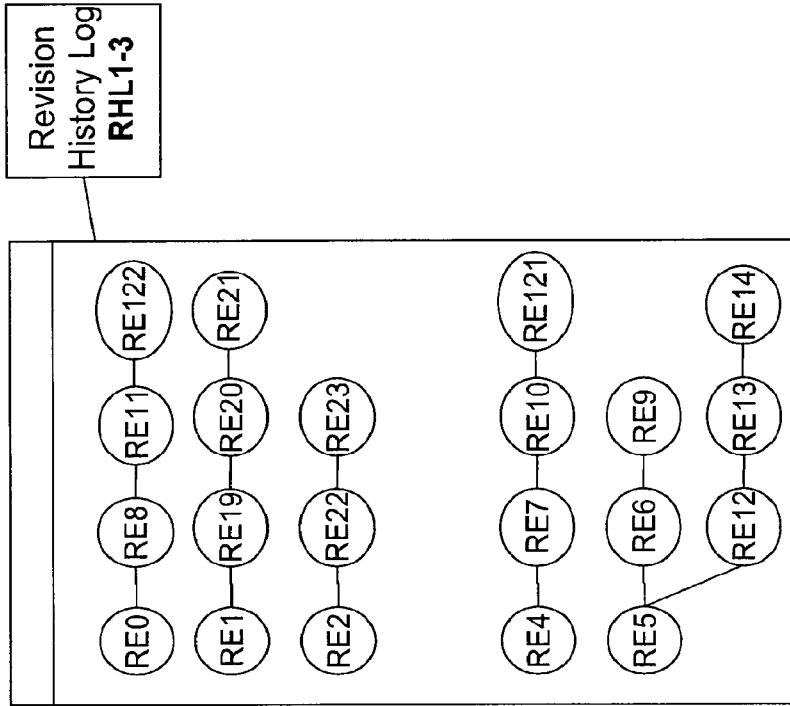 Revision
History Log
RHL1-3
RE0 RE8 RE11 RE122
RE1 RE19 RE20 RE21
RE2 RE22 RE23
RE4 RE7 RE10 RE121
RE5 RE6 RE9
RE12 RE13 RE14